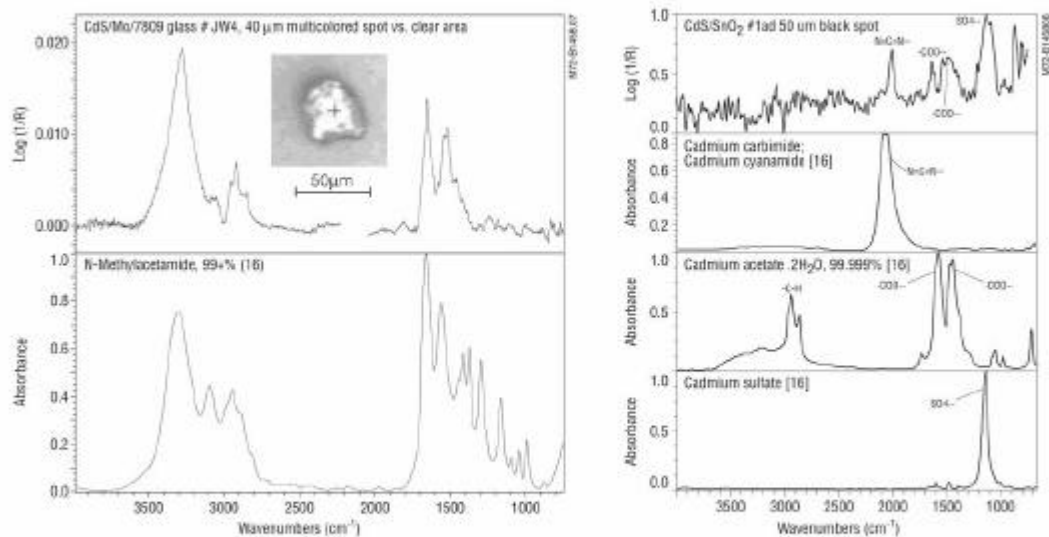 CdS/Mo/7809 glass # JW4, 40 μm multicolored spot vs. clear area
0.020
0.010
0.000
Log (1/R)
50μm
N-Methylacetamide, 99+% (16)
1.0
0.8
0.6
0.4
0.2
0.0
Absorbance
3500 3000 2500 2000 1500 1000
Wavenumbers (cm⁻¹)
CdS/SnO₂ #1ad 50 um black spot
1.0
0.5
0.0
Log (1/R)
N=C=N--
-COO--
-COO--
SO4--
Cadmium carbimide;
Cadmium cyanamide [16]
0.8
0.6
0.4
0.2
Absorbance
N=C=N--
Cadmium acetate .2H₂O, 99.999% [16]
1.0
0.5
0.0
Absorbance
-C-H
-COO--
-COO--
Cadmium sulfate [16]
1.0
0.5
0.0
Absorbance
SO4--
4000 3500 3000 2500 2000 1500 1000
Wavenumbers (cm⁻¹)